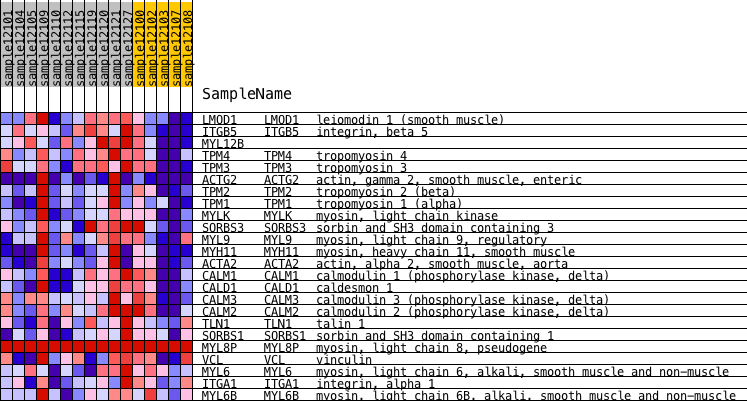 sample12101
sample12104
sample12105
sample12109
sample12110
sample12112
sample12115
sample12119
sample12120
sample12121
sample12127
sample12100
sample12102
sample12103
sample12107
sample12108
SampleName
LMOD1 LMOD1 leiomodin 1 (smooth muscle)
ITGB5 ITGB5 integrin, beta 5
MYL12B
TPM4 TPM4 tropomyosin 4
TPM3 TPM3 tropomyosin 3
ACTG2 ACTG2 actin, gamma 2, smooth muscle, enteric
TPM2 TPM2 tropomyosin 2 (beta)
TPM1 TPM1 tropomyosin 1 (alpha)
MYLK MYLK myosin, light chain kinase
SORBS3 SORBS3 sorbin and SH3 domain containing 3
MYL9 MYL9 myosin, light chain 9, regulatory
MYH11 MYH11 myosin, heavy chain 11, smooth muscle
ACTA2 ACTA2 actin, alpha 2, smooth muscle, aorta
CALM1 CALM1 calmodulin 1 (phosphorylase kinase, delta)
CALD1 CALD1 caldesmon 1
CALM3 CALM3 calmodulin 3 (phosphorylase kinase, delta)
CALM2 CALM2 calmodulin 2 (phosphorylase kinase, delta)
TLN1 TLN1 talin 1
SORBS1 SORBS1 sorbin and SH3 domain containing 1
MYL8P MYL8P myosin, light chain 8, pseudogene
VCL VCL vinculin
MYL6 MYL6 myosin, light chain 6, alkali, smooth muscle and non-muscle
ITGA1 ITGA1 integrin, alpha 1
MYL6B MYL6B myosin, light chain 6B, alkali, smooth muscle and non-muscle